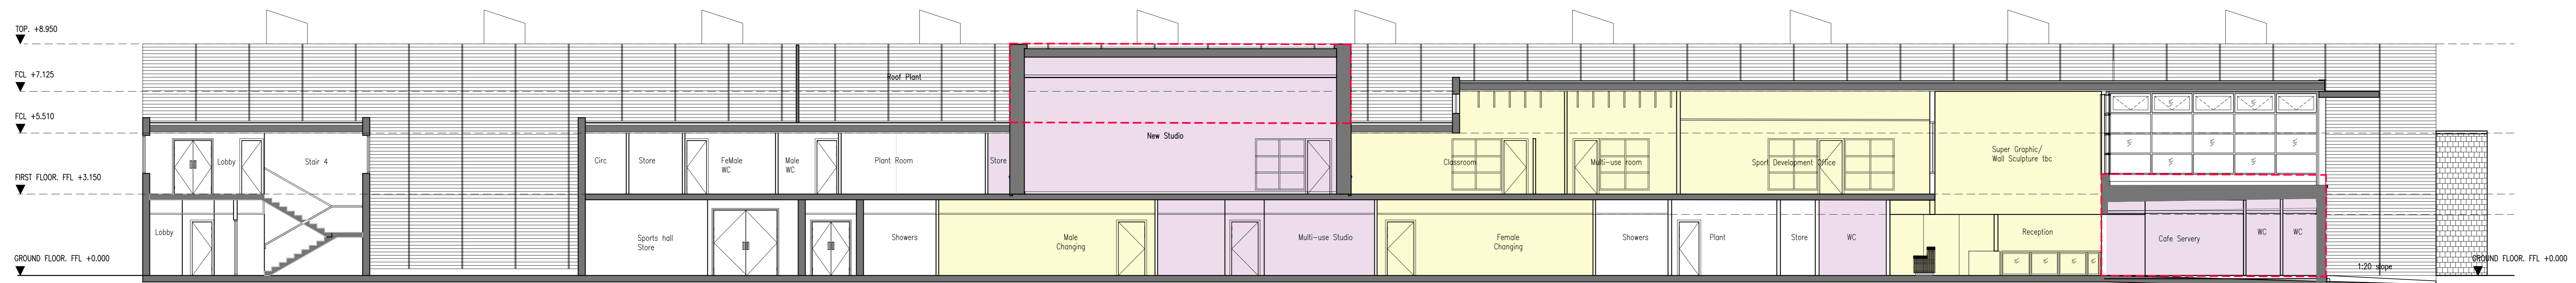 TOP. +8.950
FCL +7.125
Roof Plant
FCL +5.510
New Studio
Lobby
Stair 4
Circ
Store
FeMale
WC
Male
WC
Plant Room
Store
Classroom
Multi-use room
Sport Development Office
Super Graphic/
Wall Sculpture tbc
FIRST FLOOR. FFL +3.150
Lobby
Sports hall
Store
Showers
Male
Changing
Multi-use Studio
Female
Changing
Showers
Plant
Store
WC
Reception
Cafe Servery
WC
WC
GROUND FLOOR. FFL +0.000
1:20 slope
GROUND FLOOR. FFL +0.000